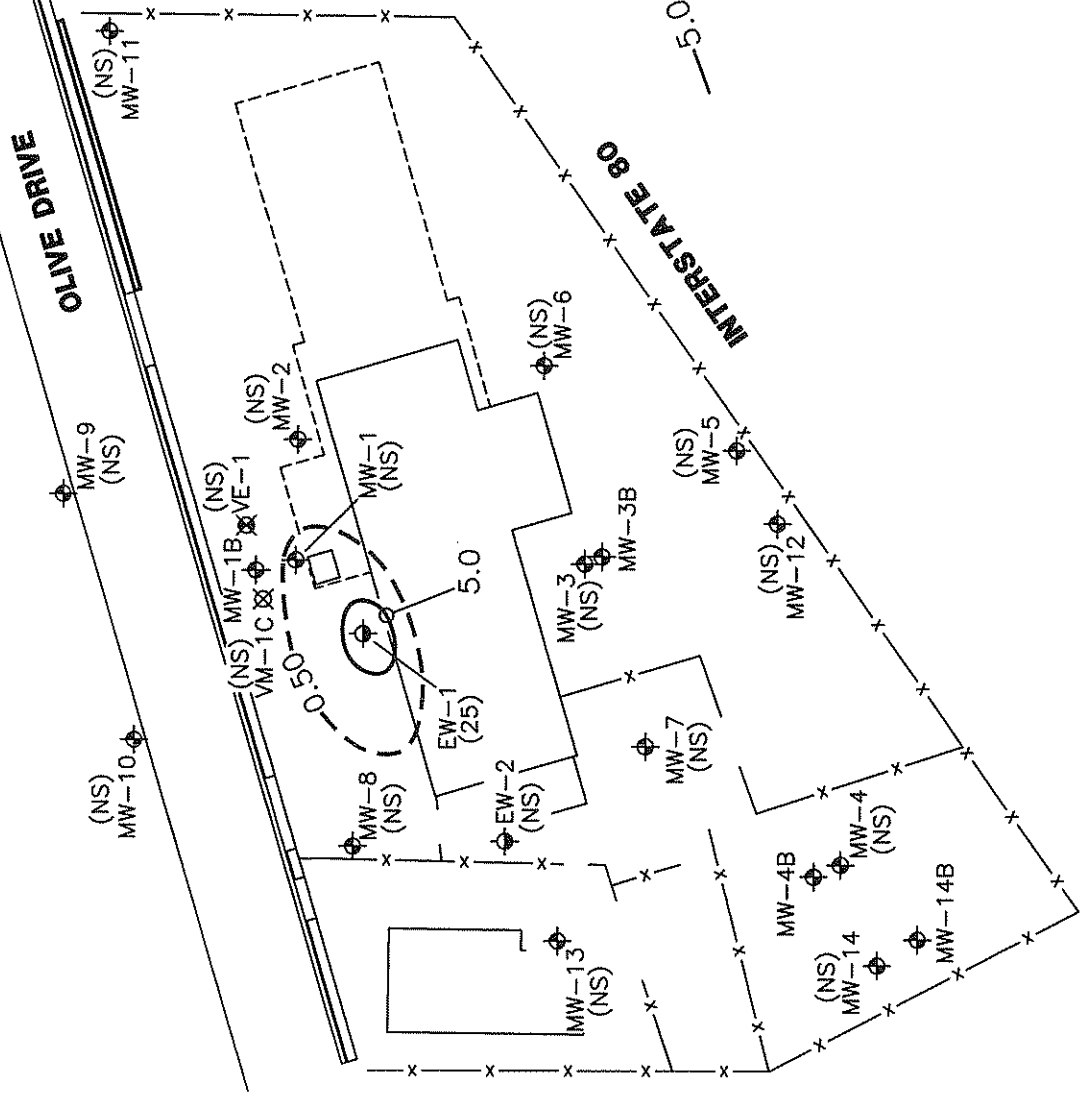 OLIVE DRIVE
(NS)
MW-11
5.0
INTERSTATE 80
MW-9
(NS)
(NS)
MW-2
(NS)
MW-6
(NS)
VE-1
MW-1
(NS)
MW-1B
(NS)
VM-1C
0.50
5.0
EW-1
(25)
(NS)
MW-5
MW-3
(NS)
MW-3B
(NS)
MW-12
(NS)
MW-10
MW-8
(NS)
EW-2
(NS)
MW-7
(NS)
MW-4B
MW-4
(NS)
MW-13
(NS)
(NS)
MW-14
MW-14B